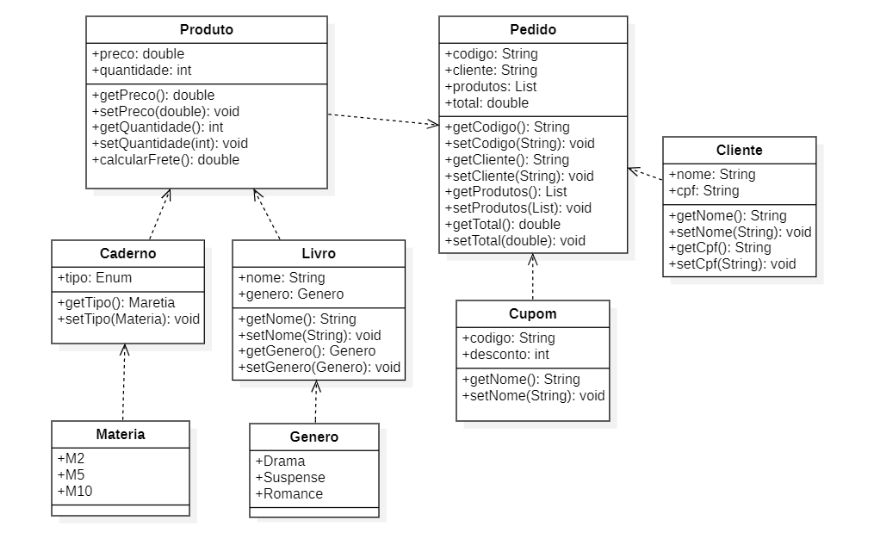 Produto
+preco: double
+quantidade: int
+getPreco(): double
+setPreco(double): void
+getQuantidade(): int
+setQuantidade(int): void
+calcularFrete(): double
Pedido
+codigo: String
+cliente: String
+produtos: List
+total: double
+getCodigo(): String
+setCodigo(String): void
+getCliente(): String
+setCliente(String): void
+getProdutos(): List
+setProdutos(List): void
+getTotal(): double
+setTotal(double): void
Cliente
+nome: String
+cpf: String
+getNome(): String
+setNome(String): void
+getCpf(): String
+setCpf(String): void
Caderno
+tipo: Enum
+getTipo(): Maretia
+setTipo(Materia): void
Livro
+nome: String
+genero: Genero
+getNome(): String
+setNome(String): void
+getGenero(): Genero
+setGenero(Genero): void
Cupom
+codigo: String
+desconto: int
+getNome(): String
+setNome(String): void
Materia
+M2
+M5
+M10
Genero
+Drama
+Suspense
+Romance